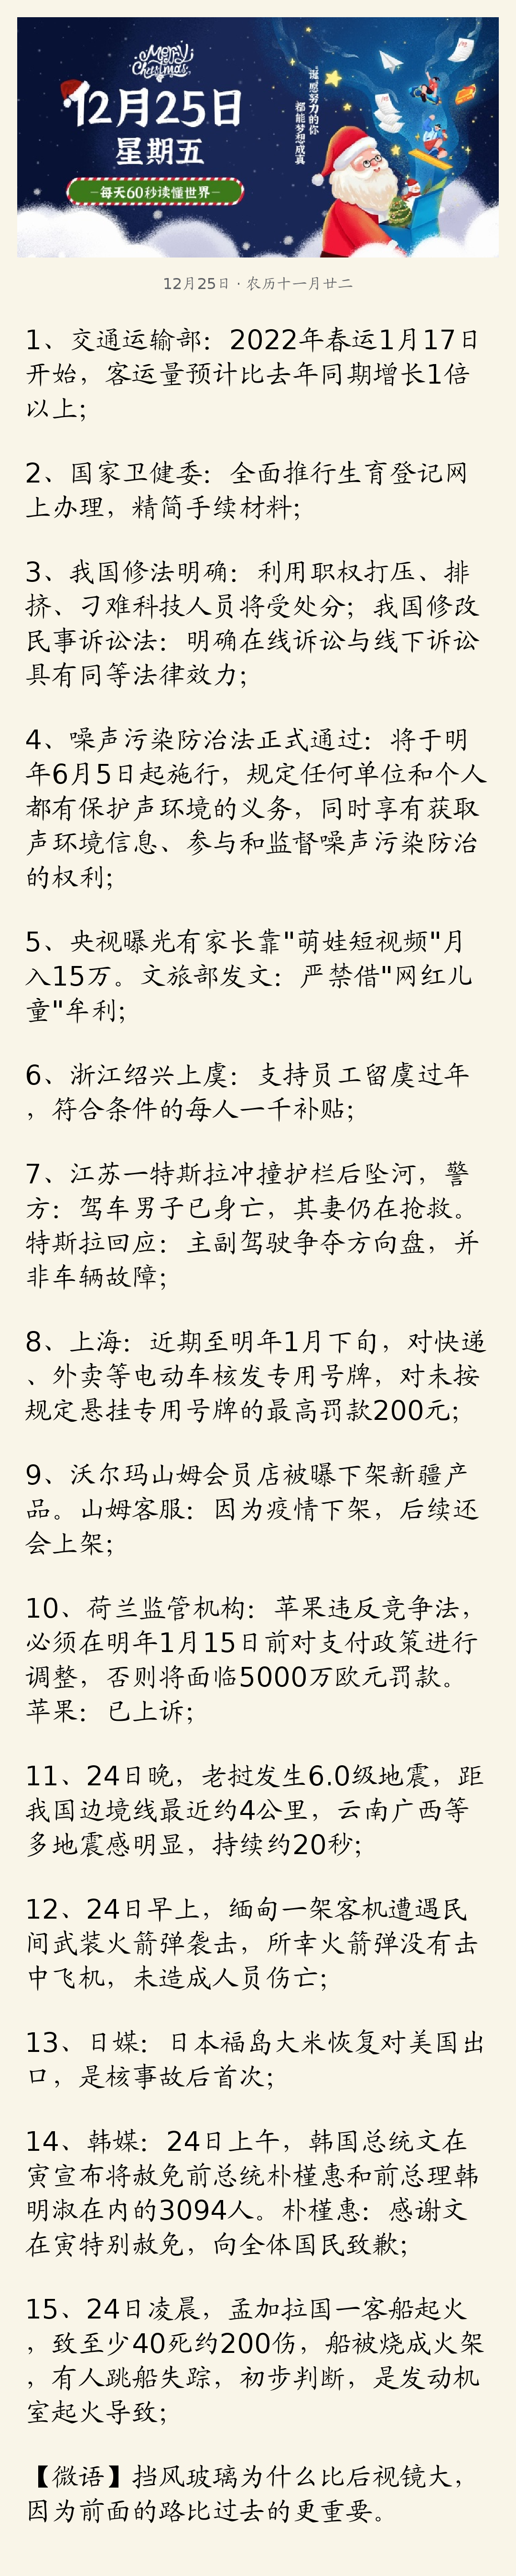 Merry
Christmas
12月25日
星期五
每天60秒读懂世界
谨愿努力的你
都能梦想成真
12月25日 · 农历十一月廿二
1、交通运输部：2022年春运1月17日
开始，客运量预计比去年同期增长1倍
以上；
2、国家卫健委：全面推行生育登记网
上办理，精简手续材料；
3、我国修法明确：利用职权打压、排
挤、刁难科技人员将受处分；我国修改
民事诉讼法：明确在线诉讼与线下诉讼
具有同等法律效力；
4、噪声污染防治法正式通过：将于明
年6月5日起施行，规定任何单位和个人
都有保护声环境的义务，同时享有获取
声环境信息、参与和监督噪声污染防治
的权利；
5、央视曝光有家长靠"萌娃短视频"月
入15万。文旅部发文：严禁借"网红儿
童"牟利；
6、浙江绍兴上虞：支持员工留虞过年
，符合条件的每人一千补贴；
7、江苏一特斯拉冲撞护栏后坠河，警
方：驾车男子已身亡，其妻仍在抢救。
特斯拉回应：主副驾驶争夺方向盘，并
非车辆故障；
8、上海：近期至明年1月下旬，对快递
、外卖等电动车核发专用号牌，对未按
规定悬挂专用号牌的最高罚款200元；
9、沃尔玛山姆会员店被曝下架新疆产
品。山姆客服：因为疫情下架，后续还
会上架；
10、荷兰监管机构：苹果违反竞争法，
必须在明年1月15日前对支付政策进行
调整，否则将面临5000万欧元罚款。
苹果：已上诉；
11、24日晚，老挝发生6.0级地震，距
我国边境线最近约4公里，云南广西等
多地震感明显，持续约20秒；
12、24日早上，缅甸一架客机遭遇民
间武装火箭弹袭击，所幸火箭弹没有击
中飞机，未造成人员伤亡；
13、日媒：日本福岛大米恢复对美国出
口，是核事故后首次；
14、韩媒：24日上午，韩国总统文在
寅宣布将赦免前总统朴槿惠和前总理韩
明淑在内的3094人。朴槿惠：感谢文
在寅特别赦免，向全体国民致歉；
15、24日凌晨，孟加拉国一客船起火
，致至少40死约200伤，船被烧成火架
，有人跳船失踪，初步判断，是发动机
室起火导致；
【微语】挡风玻璃为什么比后视镜大，
因为前面的路比过去的更重要。